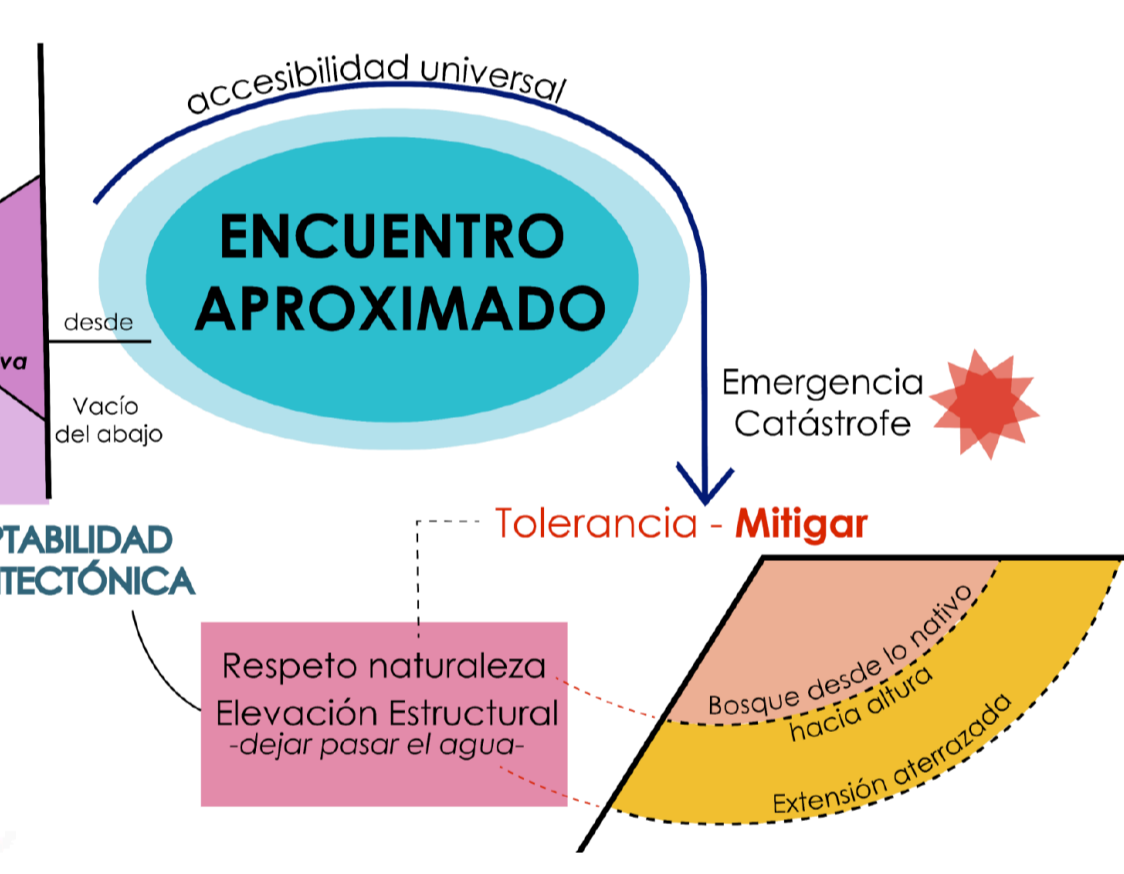 accesibilidad universal
ENCUENTRO
APROXIMADO
desde
va
Vacío
del abajo
Emergencia
Catástrofe
Tolerancia - Mitigar
PTABILIDAD
ITECTÓNICA
Respeto naturaleza
Elevación Estructural
-dejar pasar el agua-
Bosque desde lo nativo
hacia altura
Extensión aterrazada